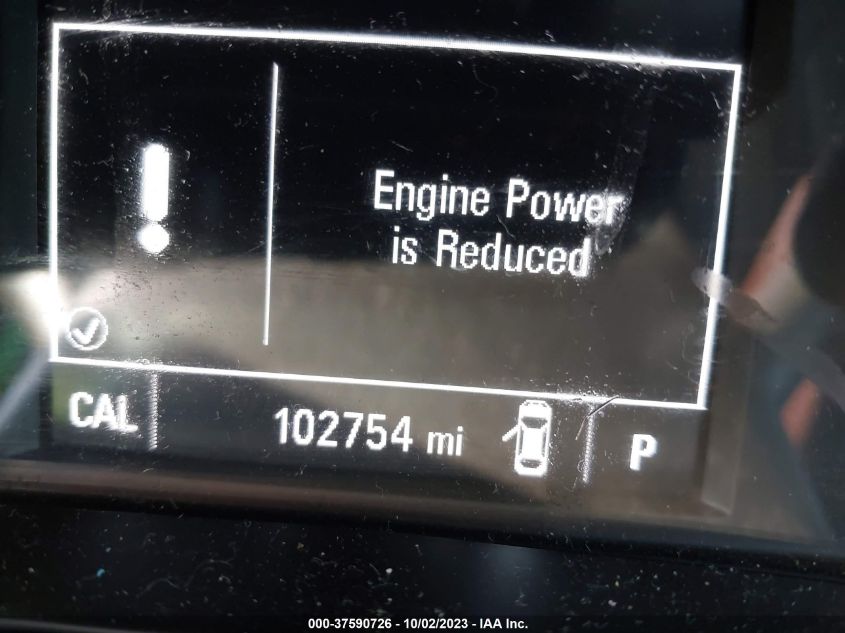 Engine Power
is Reduced
CAL 102754 mi P
000-37590726 - 10/02/2023 - IAA Inc.